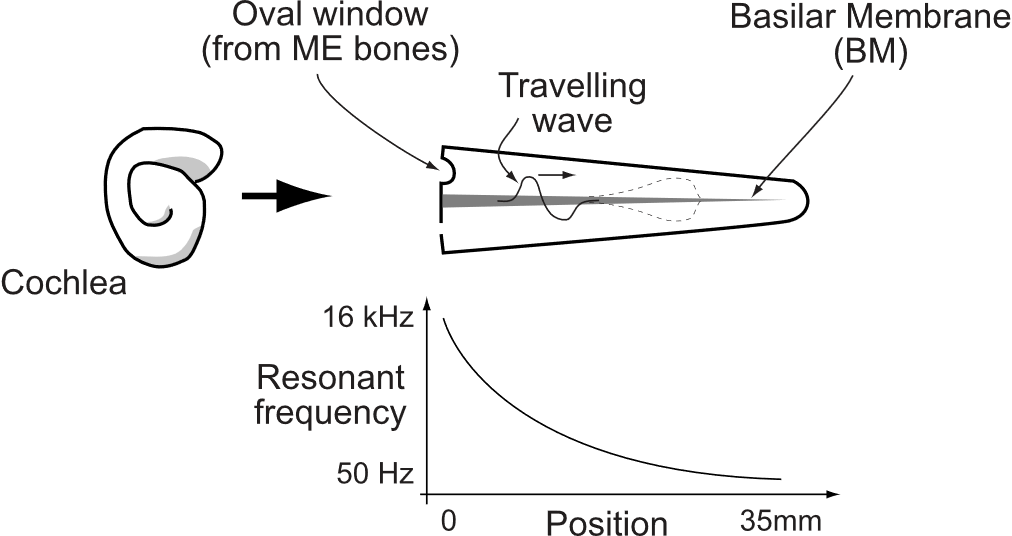 Oval window
(from ME bones)
Basilar Membrane
(BM)
Travelling
wave
Cochlea
16 kHz
Resonant
frequency
50 Hz
0
Position
35mm